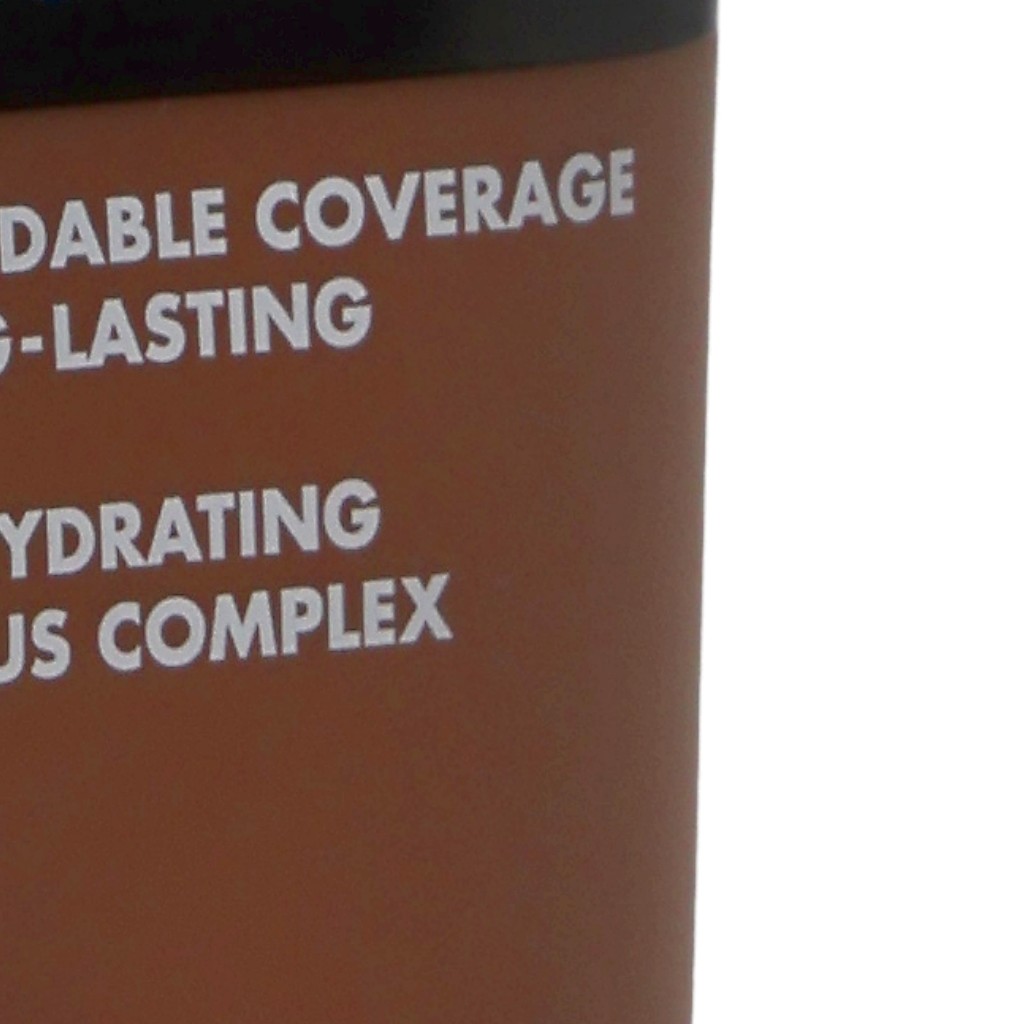 DABLE COVERAGE
G-LASTING
YDRATING
US COMPLEX